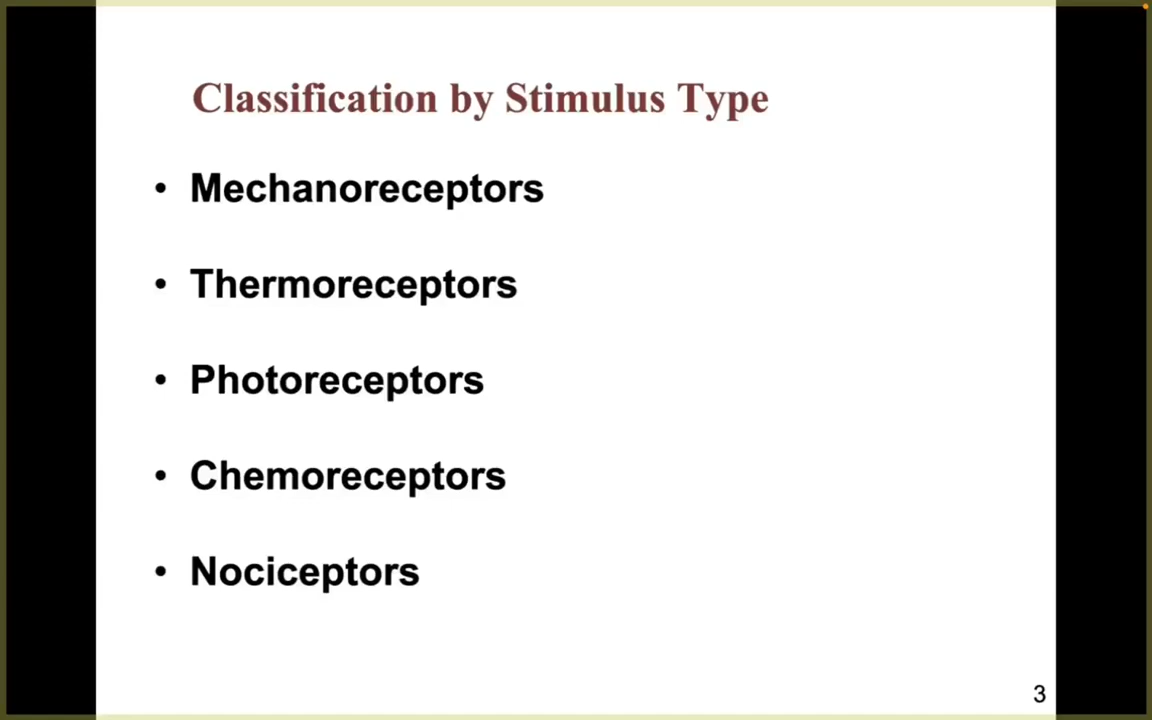 Classification by Stimulus Type
• Mechanoreceptors
• Thermoreceptors
• Photoreceptors
• Chemoreceptors
• Nociceptors
3